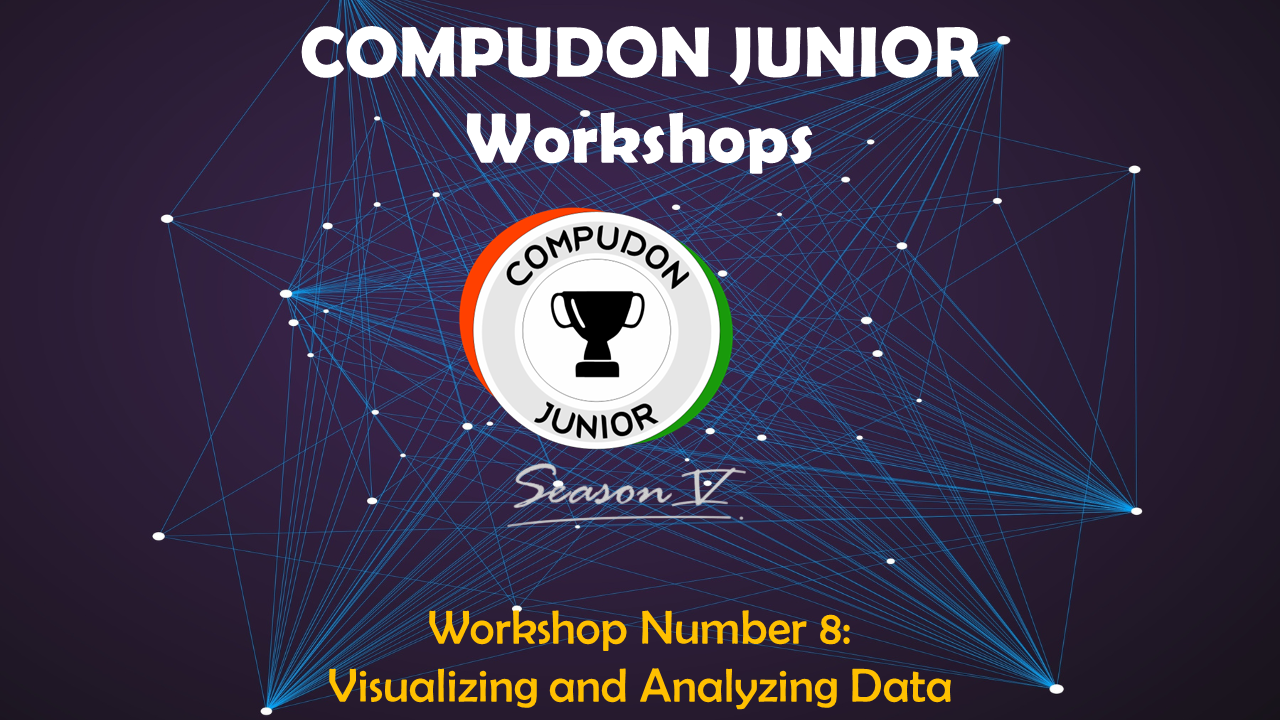 COMPUDON JUNIOR
Workshops
COMPUDON
JUNIOR
Season V
Workshop Number 8:
Visualizing and Analyzing Data